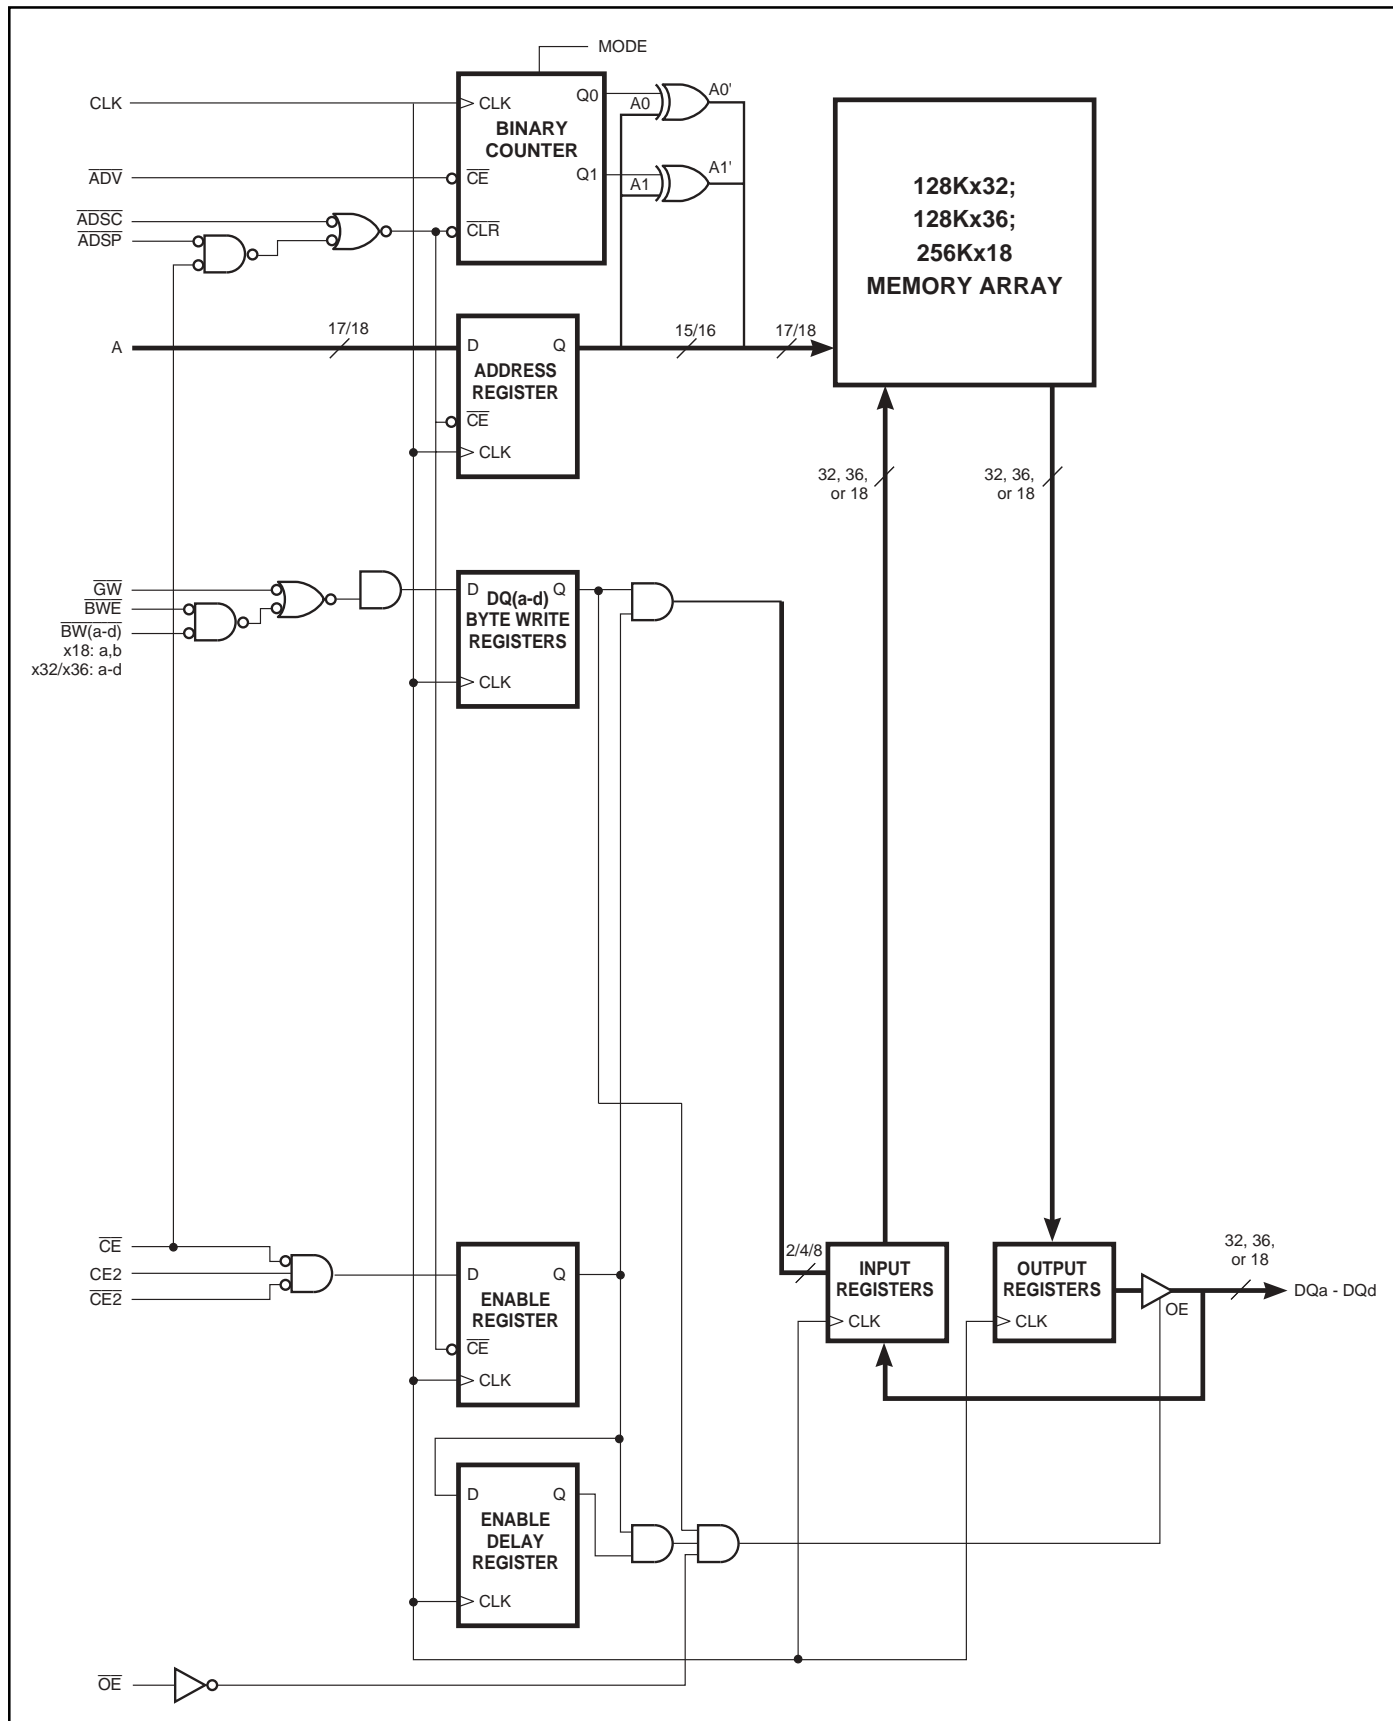 MODE
CLK
CLK
Q0
A0
A0'
BINARY
COUNTER
ADV
CE
Q1
A1
A1'
ADSC
ADSP
CLR
128Kx32;
128Kx36;
256Kx18
MEMORY ARRAY
A
17/18
D
Q
15/16
17/18
ADDRESS
REGISTER
CE
CLK
32, 36,
or 18
32, 36,
or 18
GW
BWE
BW(a-d)
x18: a,b
x32/x36: a-d
D
Q
DQ(a-d)
BYTE WRITE
REGISTERS
CLK
CE
CE2
CE2
D
Q
ENABLE
REGISTER
CE
CLK
2/4/8
INPUT
REGISTERS
CLK
OUTPUT
REGISTERS
CLK
OE
32, 36,
or 18
DQa - DQd
D
Q
ENABLE
DELAY
REGISTER
CLK
OE